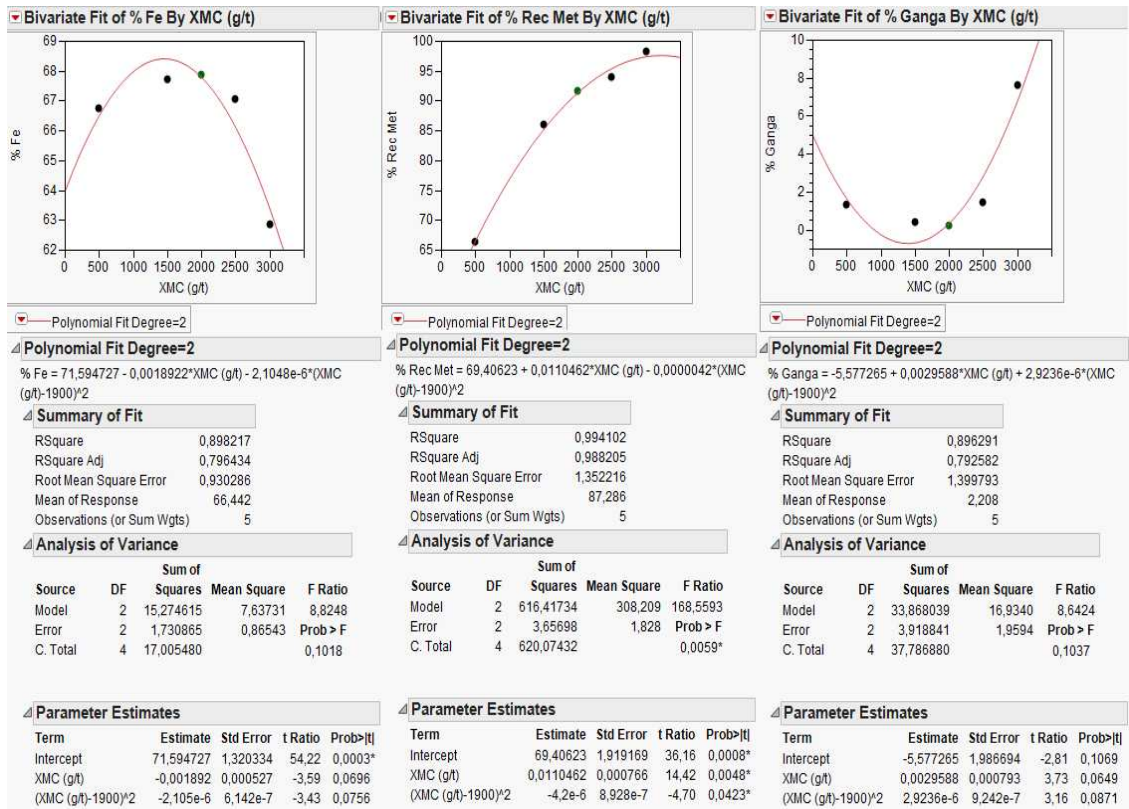 Bivariate Fit of % Fe By XMC (g/t)
69
68
67
66
65
64
63
62
% Fe
0 500 1000 1500 2000 2500 3000
XMC (g/t)
Polynomial Fit Degree=2
Polynomial Fit Degree=2
% Fe = 71,594727 - 0,0018922*XMC (g/t) - 2,1048e-6*(XMC
(g/t)-1900)^2
Summary of Fit
RSquare 0,898217
RSquare Adj 0,796434
Root Mean Square Error 0,930286
Mean of Response 66,442
Observations (or Sum Wgts) 5
Analysis of Variance
Sum of
Source DF Squares Mean Square F Ratio
Model 2 15,274615 7,63731 8,8248
Error 2 1,730865 0,86543 Prob > F
C. Total 4 17,005480 0,1018
Parameter Estimates
Term Estimate Std Error t Ratio Prob>|t|
Intercept 71,594727 1,320334 54,22 0,0003*
XMC (g/t) -0,001892 0,000527 -3,59 0,0696
(XMC (g/t)-1900)^2 -2,105e-6 6,142e-7 -3,43 0,0756
Bivariate Fit of % Rec Met By XMC (g/t)
100
95
90
85
80
75
70
65
% Rec Met
0 500 1000 1500 2000 2500 3000
XMC (g/t)
Polynomial Fit Degree=2
Polynomial Fit Degree=2
% Rec Met = 69,40623 + 0,0110462*XMC (g/t) - 0,0000042*(XMC
(g/t)-1900)^2
Summary of Fit
RSquare 0,994102
RSquare Adj 0,988205
Root Mean Square Error 1,352216
Mean of Response 87,286
Observations (or Sum Wgts) 5
Analysis of Variance
Sum of
Source DF Squares Mean Square F Ratio
Model 2 616,41734 308,209 168,5593
Error 2 3,65698 1,828 Prob > F
C. Total 4 620,07432 0,0059*
Parameter Estimates
Term Estimate Std Error t Ratio Prob>|t|
Intercept 69,40623 1,919169 36,16 0,0008*
XMC (g/t) 0,0110462 0,000766 14,42 0,0048*
(XMC (g/t)-1900)^2 -4,2e-6 8,928e-7 -4,70 0,0423*
Bivariate Fit of % Ganga By XMC (g/t)
10
8
6
4
2
0
% Ganga
0 500 1000 1500 2000 2500 3000
XMC (g/t)
Polynomial Fit Degree=2
Polynomial Fit Degree=2
% Ganga = -5,577265 + 0,0029588*XMC (g/t) + 2,9236e-6*(XMC
(g/t)-1900)^2
Summary of Fit
RSquare 0,896291
RSquare Adj 0,792582
Root Mean Square Error 1,399793
Mean of Response 2,208
Observations (or Sum Wgts) 5
Analysis of Variance
Sum of
Source DF Squares Mean Square F Ratio
Model 2 33,868039 16,9340 8,6424
Error 2 3,918841 1,9594 Prob > F
C. Total 4 37,786880 0,1037
Parameter Estimates
Term Estimate Std Error t Ratio Prob>|t|
Intercept -5,577265 1,986694 -2,81 0,1069
XMC (g/t) 0,0029588 0,000793 3,73 0,0649
(XMC (g/t)-1900)^2 2,9236e-6 9,242e-7 3,16 0,0871